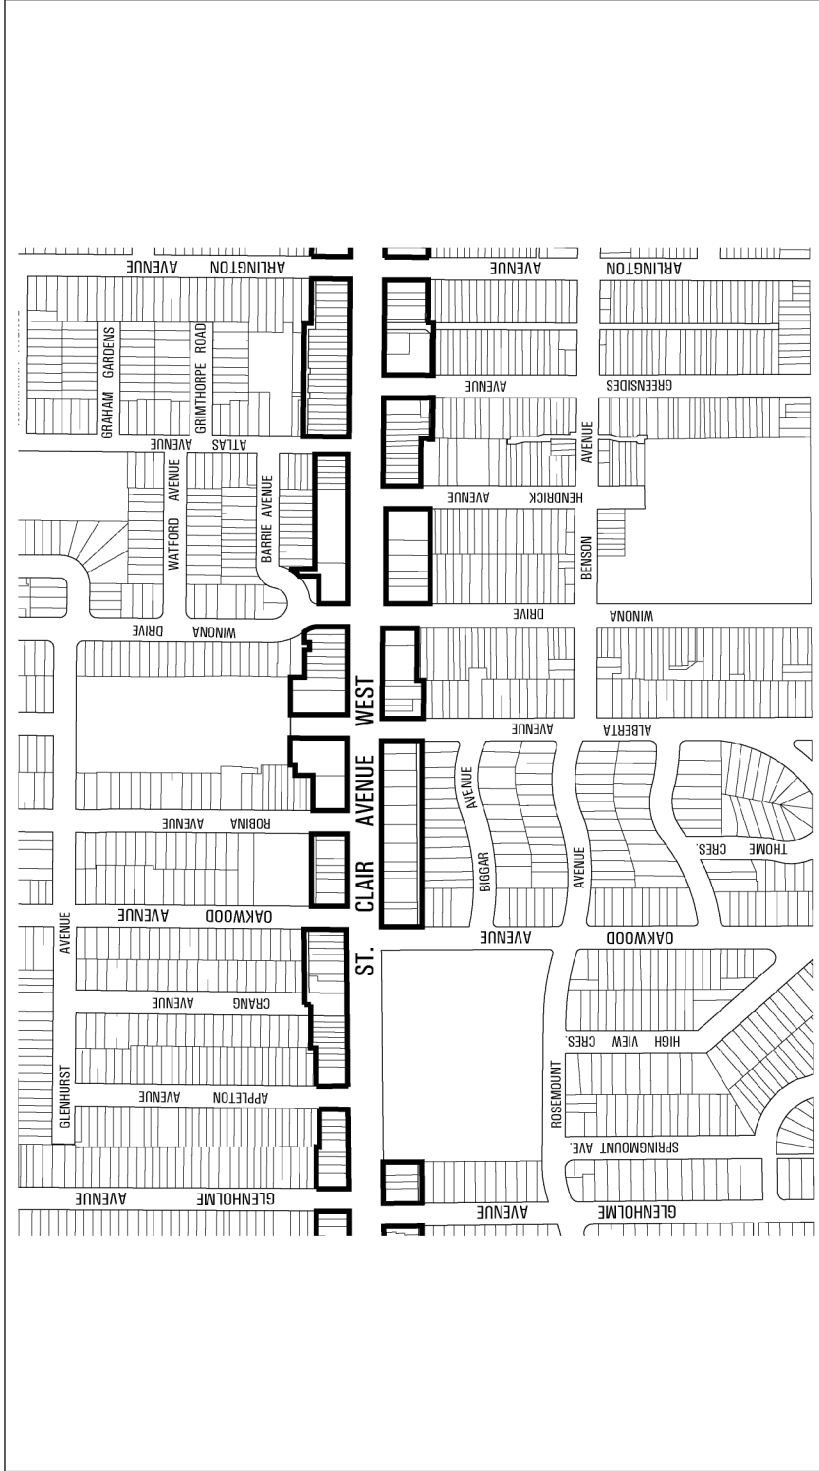 ARLINGTON AVENUE
ARLINGTON AVENUE
GRAHAM GARDENS
GRIMTHORPE ROAD
GREENSIDES AVENUE
ATLAS AVENUE
WATFORD AVENUE
BARRIE AVENUE
HENDRICK AVENUE
BENSON AVENUE
WINONA DRIVE
WINONA DRIVE
ST. CLAIR AVENUE WEST
ALBERTA AVENUE
ROBINA AVENUE
BIGGAR AVENUE
AVENUE
THOME CRES.
OAKWOOD AVENUE
OAKWOOD AVENUE
GLENHURST AVENUE
CRANG AVENUE
HIGH VIEW CRES.
ROSEMOUNT
APPLETON AVENUE
SPRINGMOUNT AVE.
GLENHOLME AVENUE
GLENHOLME AVENUE